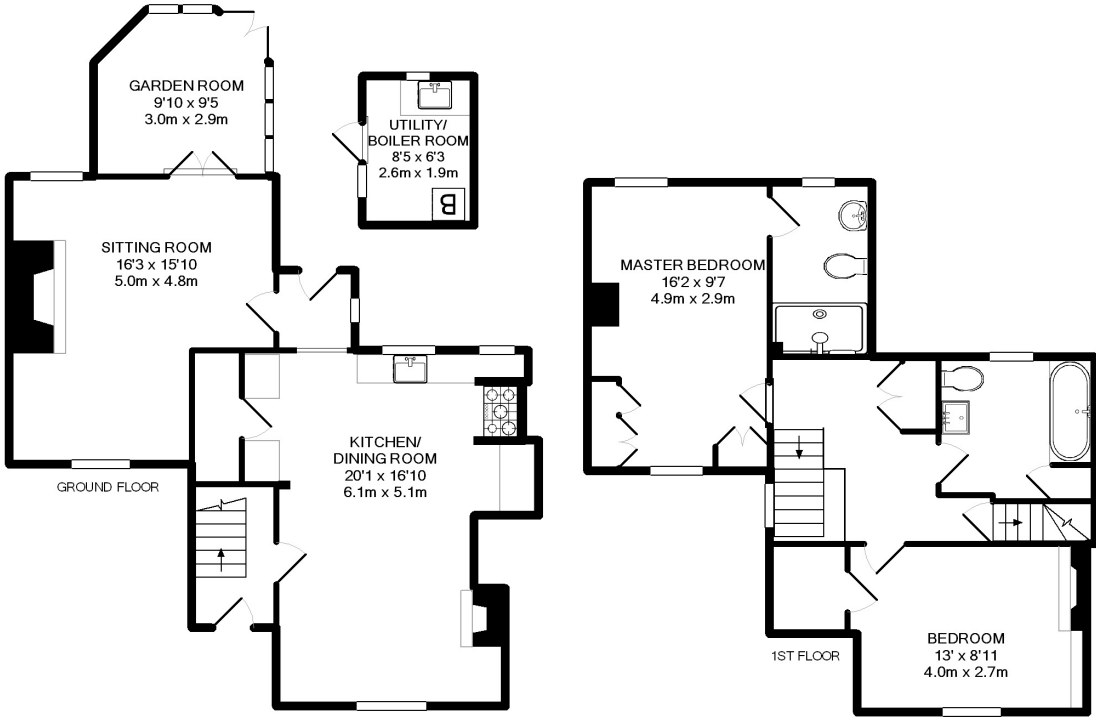 GARDEN ROOM
9'10 x 9'5
3.0m x 2.9m
UTILITY/
BOILER ROOM
8'5 x 6'3
2.6m x 1.9m
B
SITTING ROOM
16'3 x 15'10
5.0m x 4.8m
KITCHEN/
DINING ROOM
20'1 x 16'10
6.1m x 5.1m
GROUND FLOOR
MASTER BEDROOM
16'2 x 9'7
4.9m x 2.9m
BEDROOM
13' x 8'11
4.0m x 2.7m
1ST FLOOR